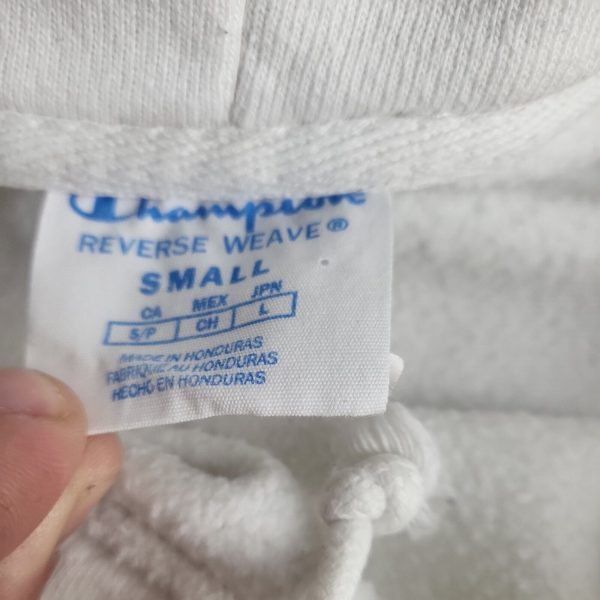 Champion
REVERSE WEAVE®
SMALL
CA MEX JPN
S/P CH L
MADE IN HONDURAS
FABRIQUE AU HONDURAS
HECHO EN HONDURAS